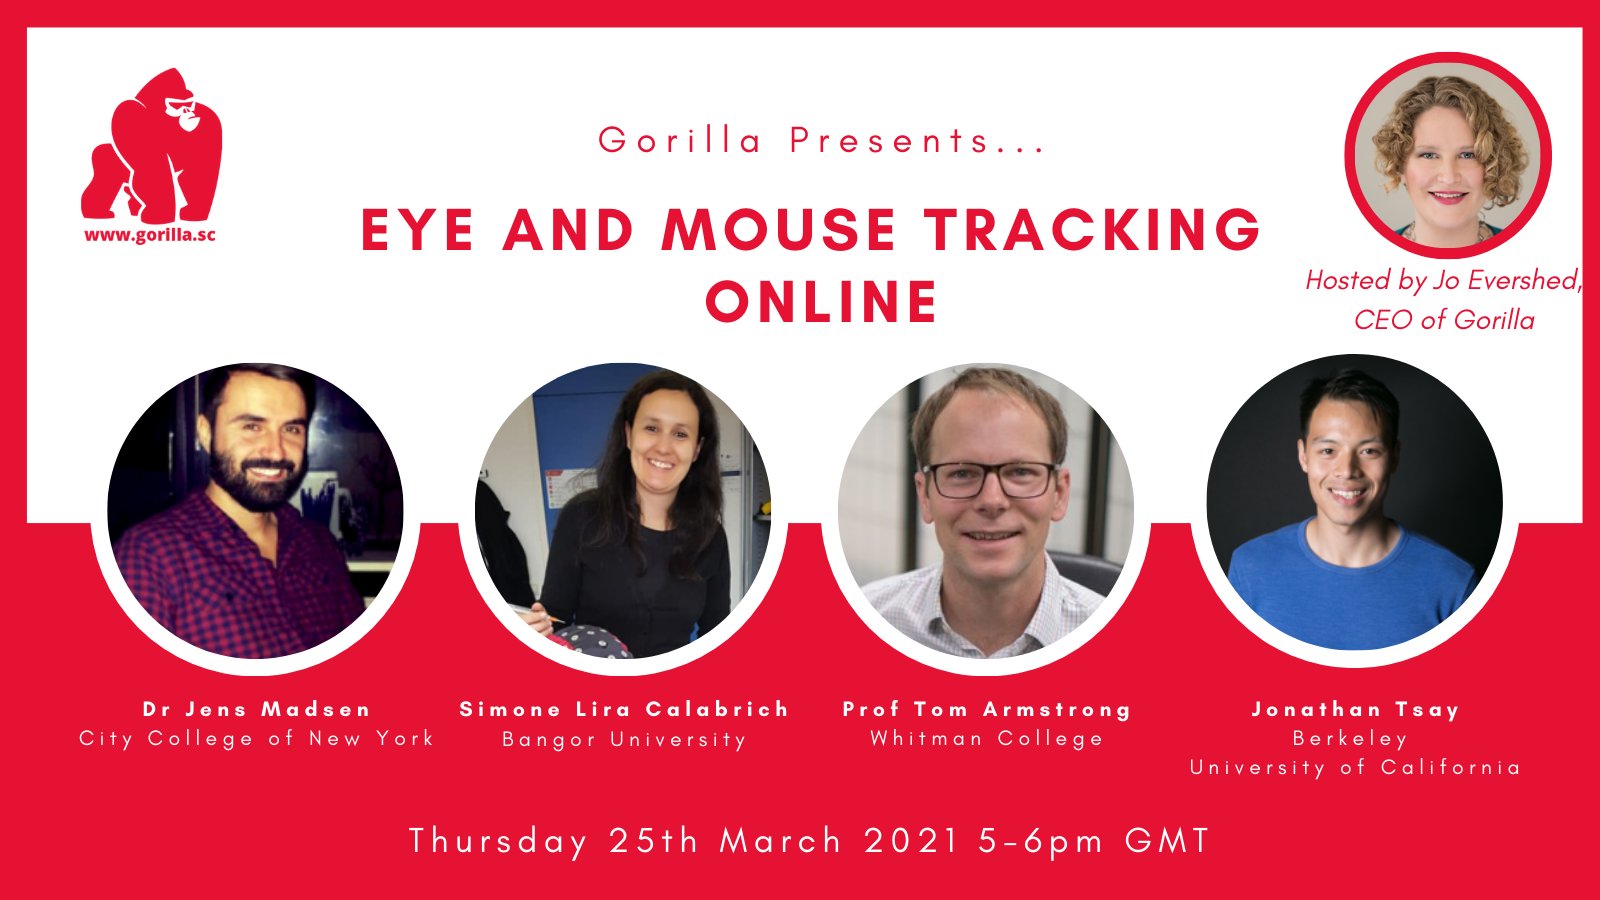 www.gorilla.sc
Gorilla Presents...
EYE AND MOUSE TRACKING
ONLINE
Hosted by Jo Evershed,
CEO of Gorilla
Dr Jens Madsen
City College of New York
Simone Lira Calabrich
Bangor University
Prof Tom Armstrong
Whitman College
Jonathan Tsay
Berkeley
University of California
Thursday 25th March 2021 5-6pm GMT